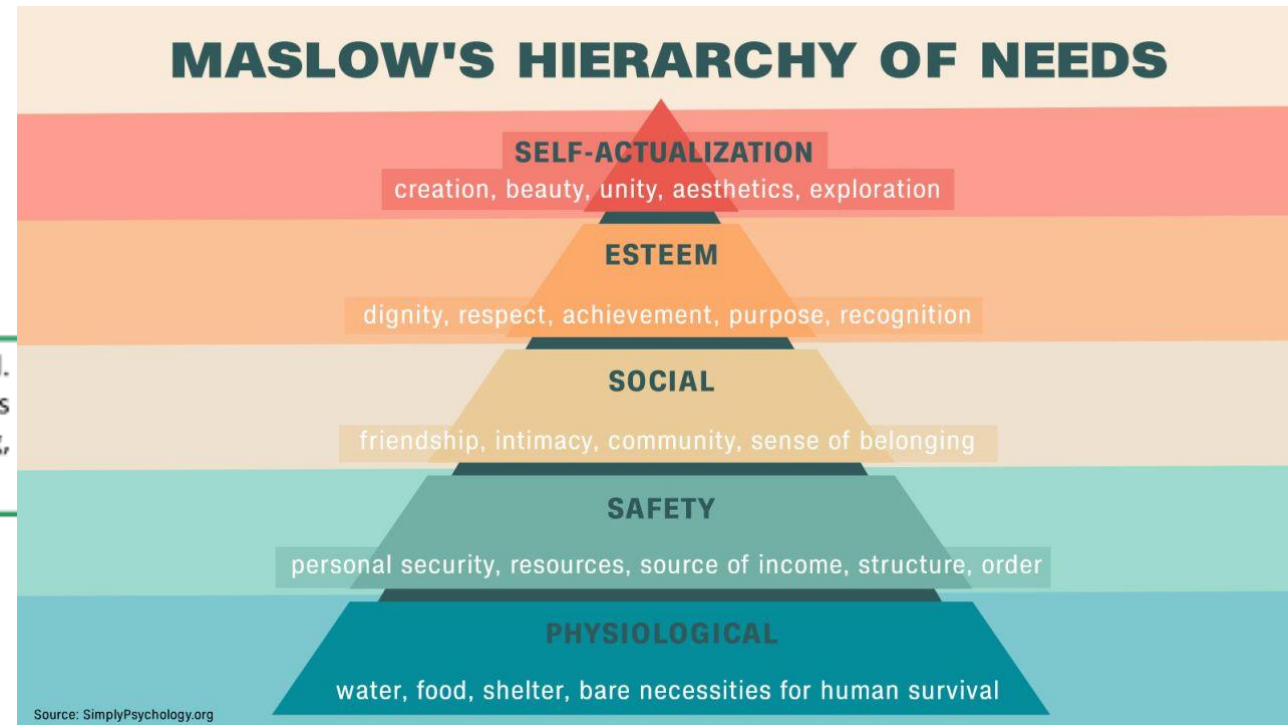 MASLOW'S HIERARCHY OF NEEDS
SELF-ACTUALIZATION
creation, beauty, unity, aesthetics, exploration
ESTEEM
dignity, respect, achievement, purpose, recognition
SOCIAL
friendship, intimacy, community, sense of belonging
SAFETY
personal security, resources, source of income, structure, order
PHYSIOLOGICAL
water, food, shelter, bare necessities for human survival
Source: SimplyPsychology.org